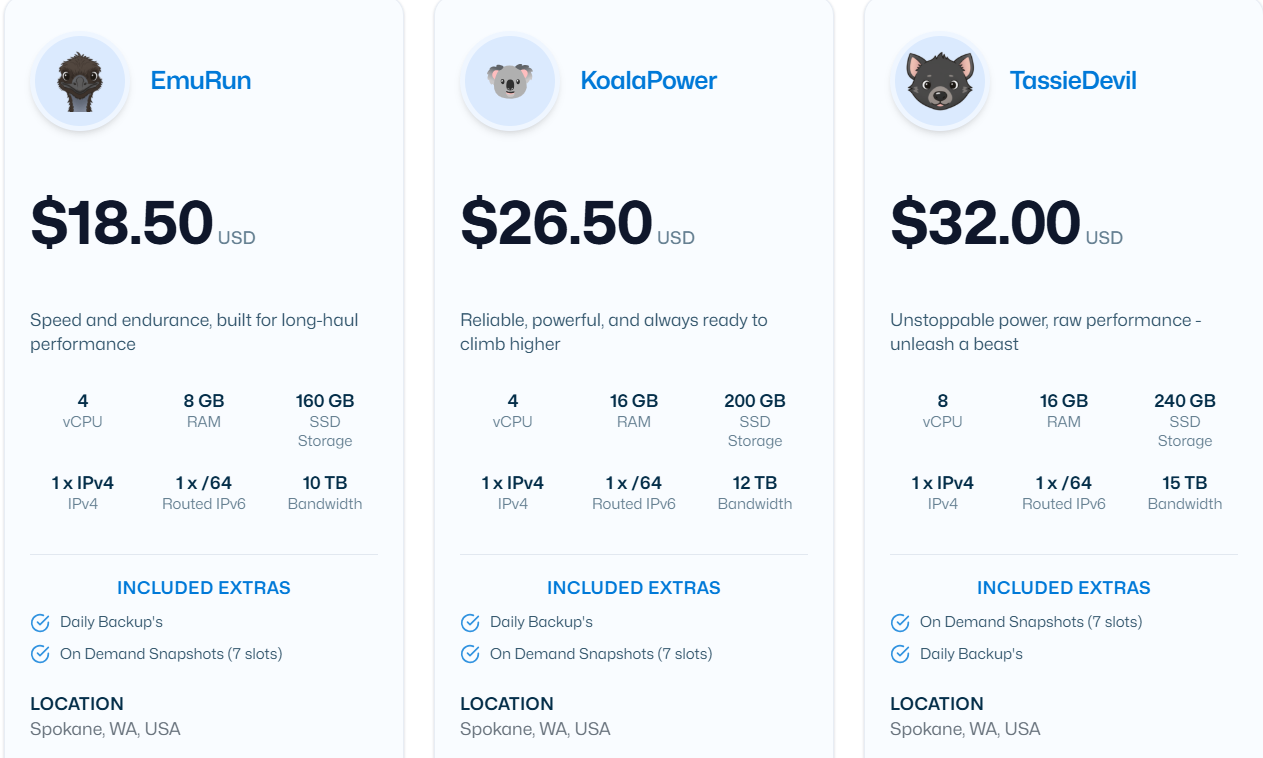 EmuRun
$18.50 USD
Speed and endurance, built for long-haul
performance
4
vCPU
8 GB
RAM
160 GB
SSD
Storage
1 x IPv4
IPv4
1 x /64
Routed IPv6
10 TB
Bandwidth
INCLUDED EXTRAS
Daily Backup's
On Demand Snapshots (7 slots)
LOCATION
Spokane, WA, USA
KoalaPower
$26.50 USD
Reliable, powerful, and always ready to
climb higher
4
vCPU
16 GB
RAM
200 GB
SSD
Storage
1 x IPv4
IPv4
1 x /64
Routed IPv6
12 TB
Bandwidth
INCLUDED EXTRAS
Daily Backup's
On Demand Snapshots (7 slots)
LOCATION
Spokane, WA, USA
TassieDevil
$32.00 USD
Unstoppable power, raw performance -
unleash a beast
8
vCPU
16 GB
RAM
240 GB
SSD
Storage
1 x IPv4
IPv4
1 x /64
Routed IPv6
15 TB
Bandwidth
INCLUDED EXTRAS
On Demand Snapshots (7 slots)
Daily Backup's
LOCATION
Spokane, WA, USA